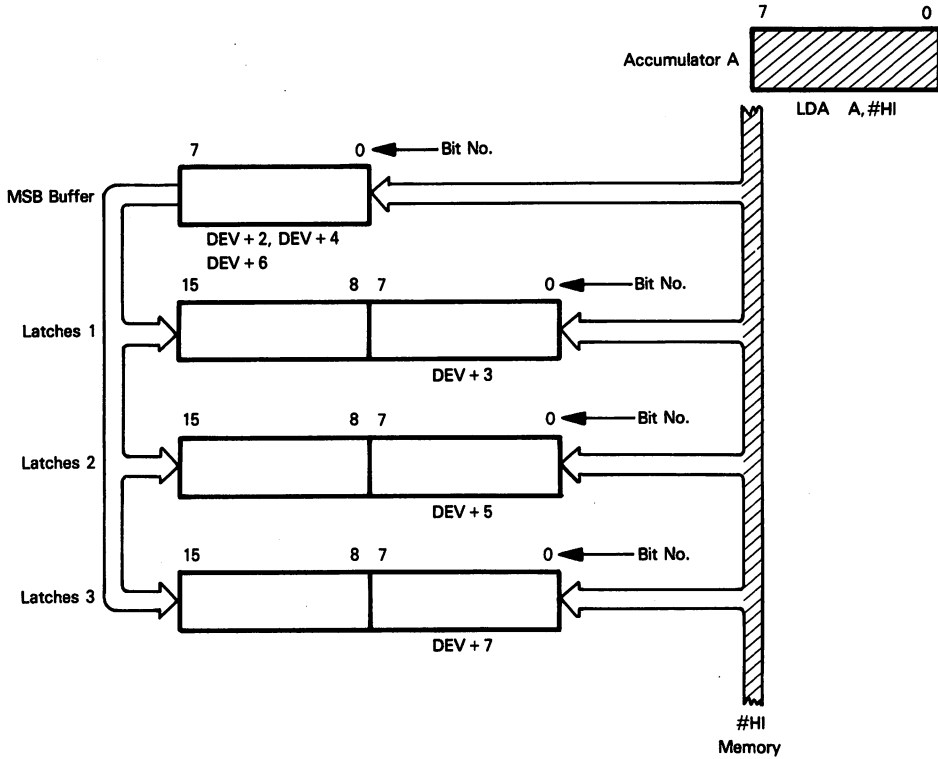 7 0
Accumulator A
LDA A, #HI
7 0 Bit No.
MSB Buffer
DEV + 2, DEV + 4
DEV + 6
15 8 7 0 Bit No.
Latches 1
DEV + 3
15 8 7 0 Bit No.
Latches 2
DEV + 5
15 8 7 0 Bit No.
Latches 3
DEV + 7
#HI
Memory